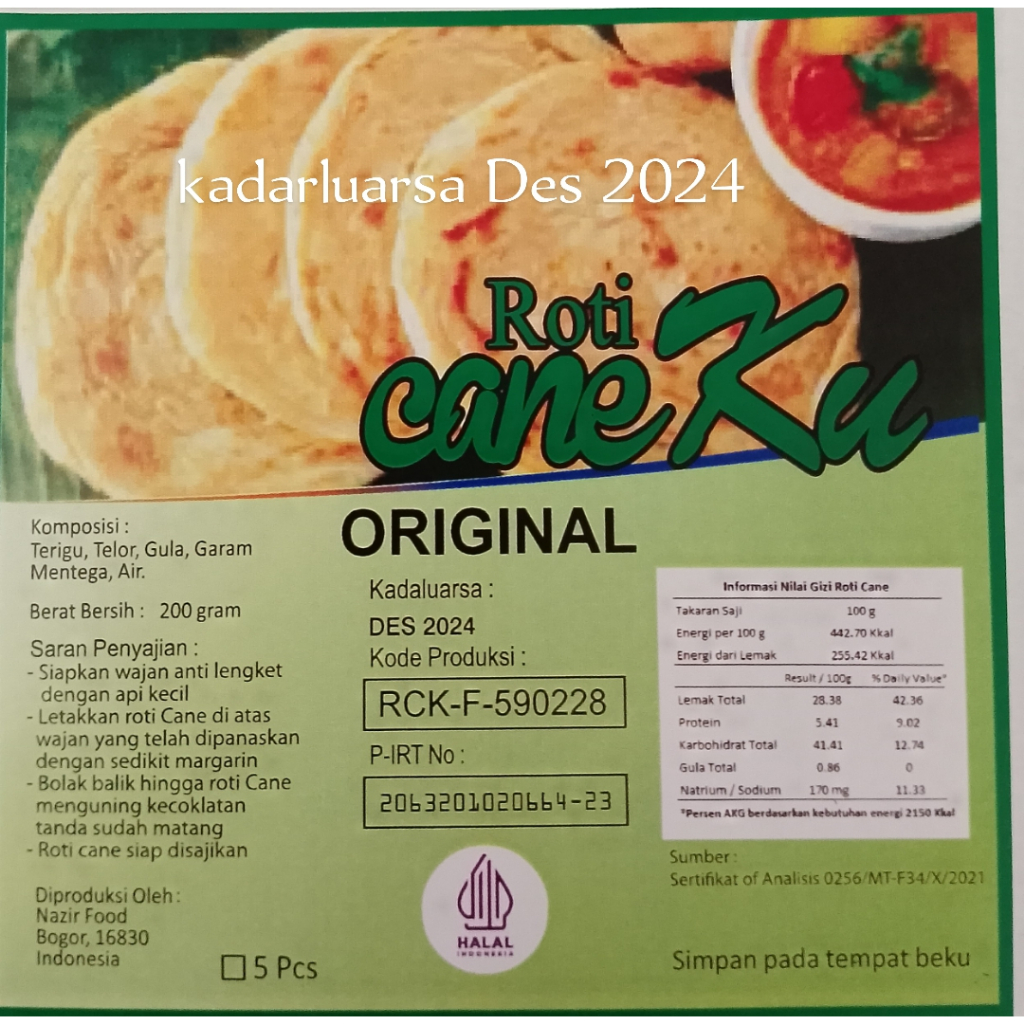 kadarluarsa Des 2024
Roti
caneKu
ORIGINAL
Komposisi :
Terigu, Telor, Gula, Garam
Mentega, Air.
Berat Bersih : 200 gram
Saran Penyajian :
- Siapkan wajan anti lengket
dengan api kecil
- Letakkan roti Cane di atas
wajan yang telah dipanaskan
dengan sedikit margarin
- Bolak balik hingga roti Cane
menguning kecoklatan
tanda sudah matang
- Roti cane siap disajikan
Diproduksi Oleh :
Nazir Food
Bogor, 16830
Indonesia
5 Pcs
Kadaluarsa :
DES 2024
Kode Produksi :
RCK-F-590228
P-IRT No :
2063201020664-23
HALAL
INDONESIA
Informasi Nilai Gizi Roti Cane
Takaran Saji 100 g
Energi per 100 g 442.70 Kkal
Energi dari Lemak 255.42 Kkal
Result / 100g % Daily Value*
Lemak Total 28.38 42.36
Protein 5.41 9.02
Karbohidrat Total 41.41 12.74
Gula Total 0.86 0
Natrium / Sodium 170 mg 11.33
*Persen AKG berdasarkan kebutuhan energi 2150 Kkal
Sumber :
Sertifikat of Analisis 0256/MT-F34/X/2021
Simpan pada tempat beku